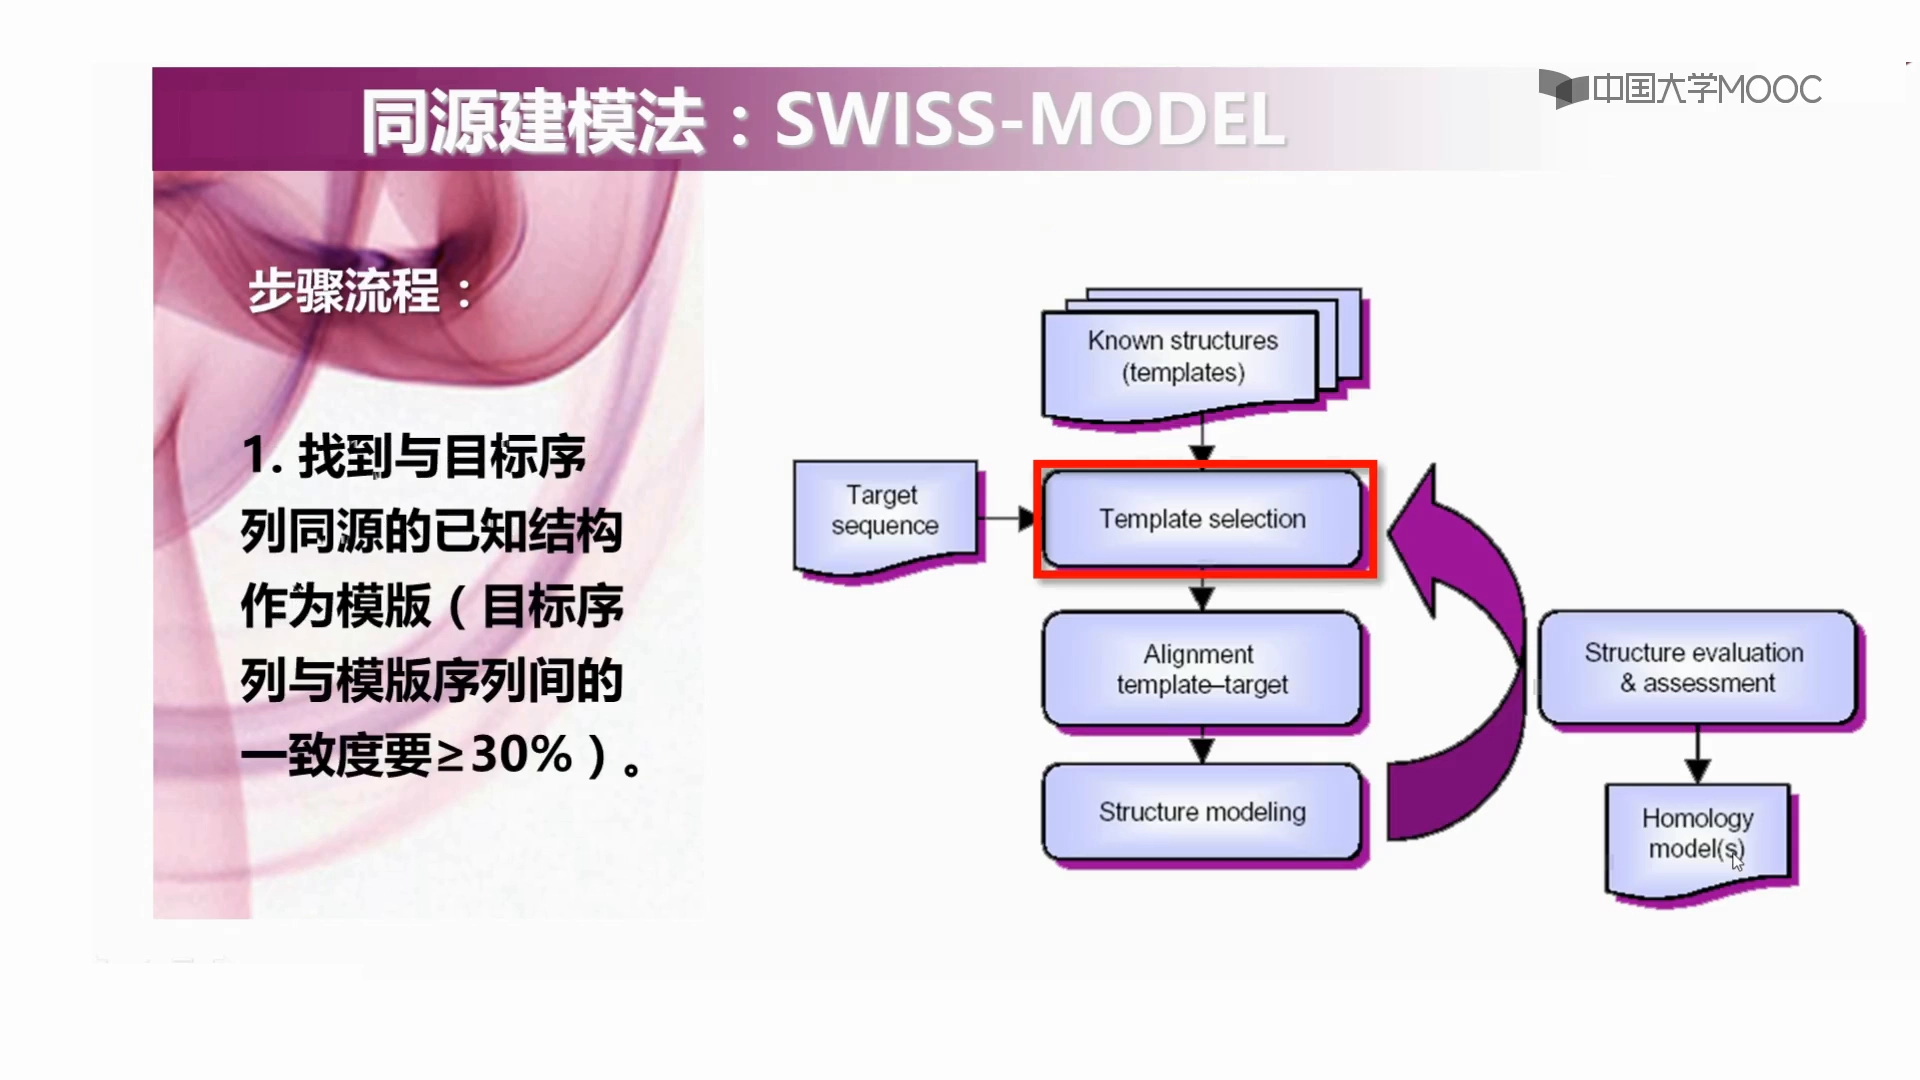 同源建模法：SWISS-MODEL
中国大学MOOC
步骤流程：
1. 找到与目标序
列同源的已知结构
作为模版（目标序
列与模版序列间的
一致度要≥30%）。
Known structures
(templates)
Target
sequence
Template selection
Alignment
template–target
Structure modeling
Structure evaluation
& assessment
Homology
model(s)